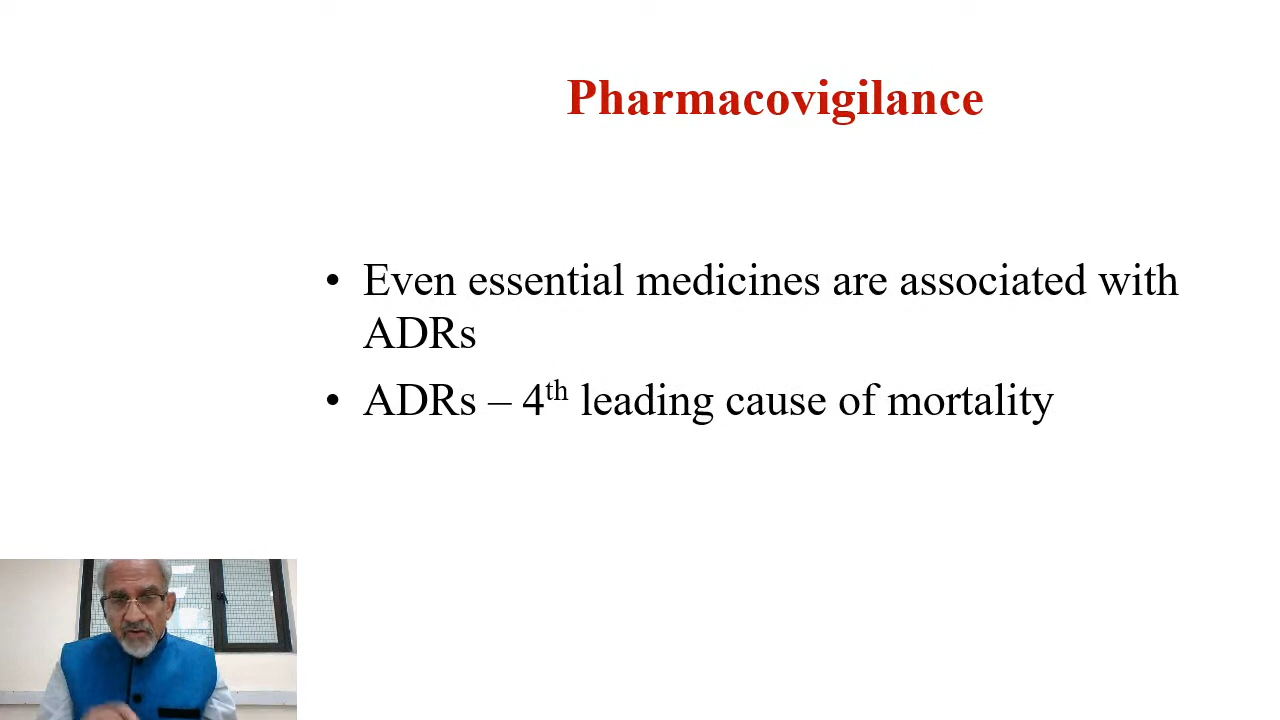 Pharmacovigilance
• Even essential medicines are associated with
ADRs
• ADRs – 4th leading cause of mortality